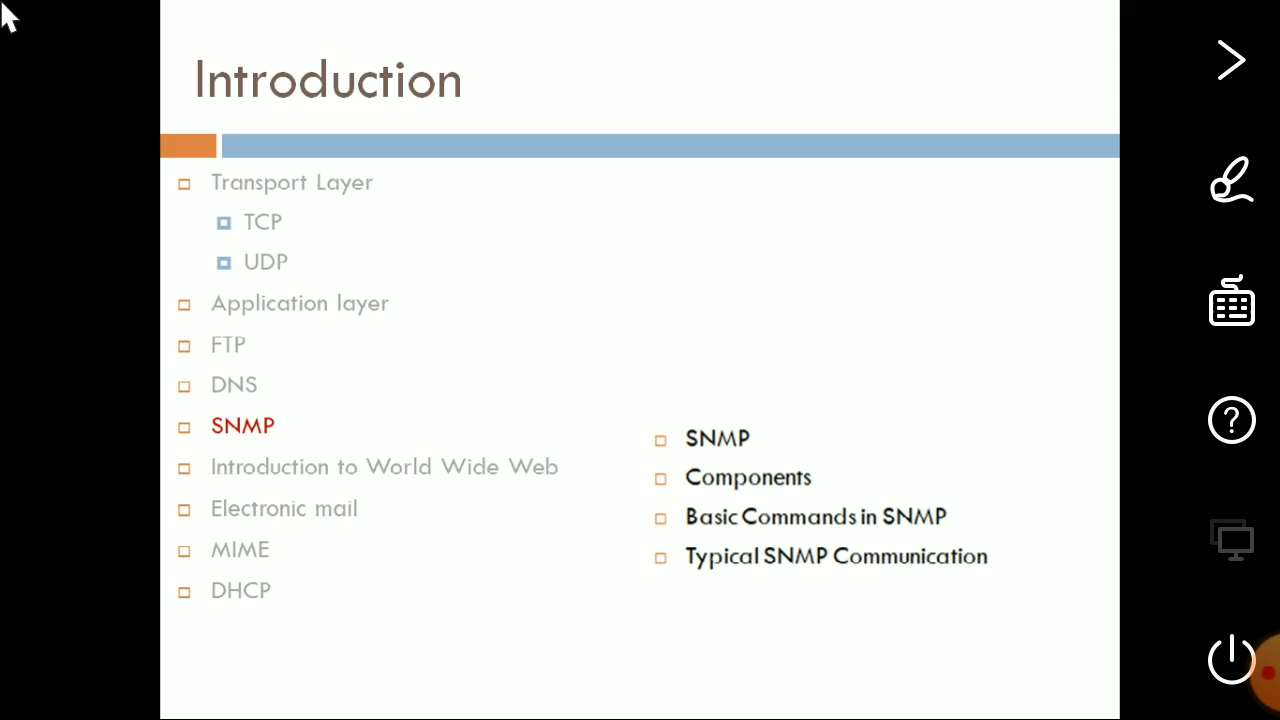 Introduction
Transport Layer
TCP
UDP
Application layer
FTP
DNS
SNMP
Introduction to World Wide Web
Electronic mail
MIME
DHCP
SNMP
Components
Basic Commands in SNMP
Typical SNMP Communication